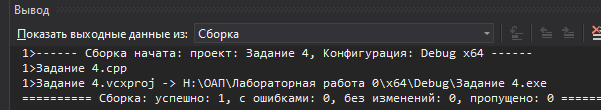 Вывод
Показать выходные данные из: Сборка
1>------ Сборка начата: проект: Задание 4, Конфигурация: Debug x64 ------
1>Задание 4.cpp
1>Задание 4.vcxproj -> H:\ОАП\Лабораторная работа 0\x64\Debug\Задание 4.exe
========== Сборка: успешно: 1, с ошибками: 0, без изменений: 0, пропущено: 0 ======